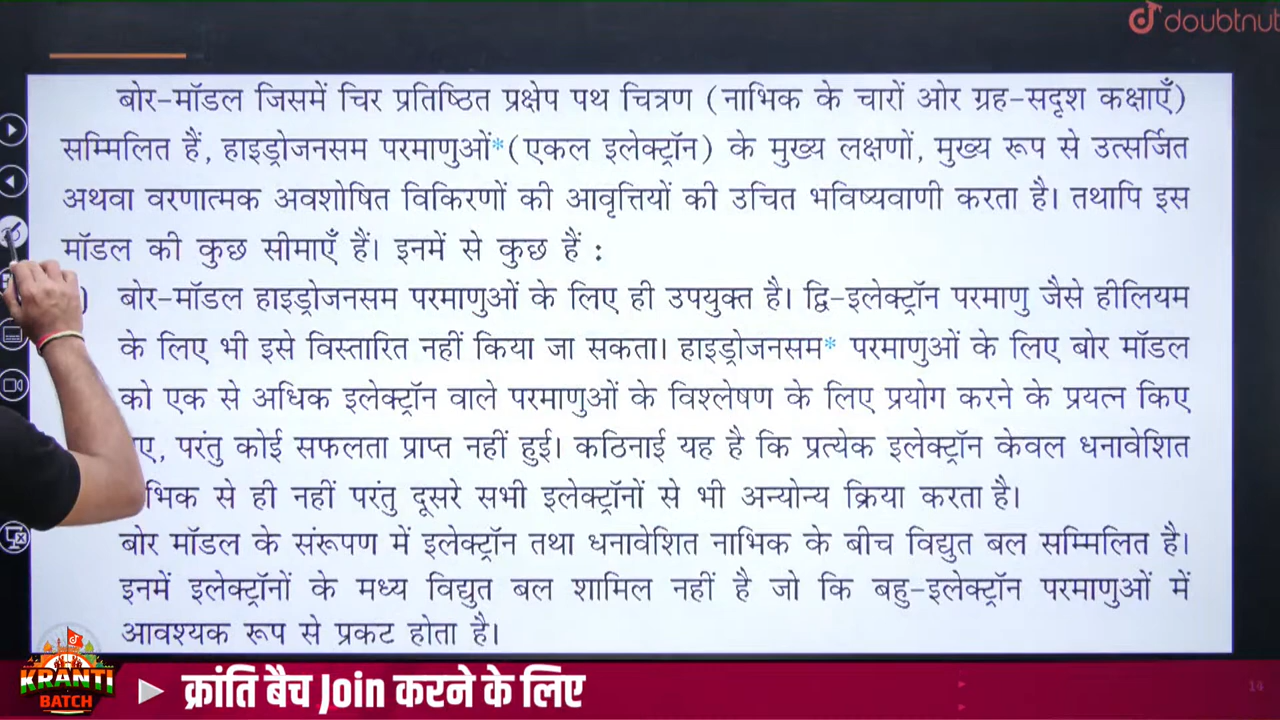 doubtnut
बोर-मॉडल जिसमें चिर प्रतिष्ठित प्रक्षेप पथ चित्रण (नाभिक के चारों ओर ग्रह-सदृश कक्षाएँ)
सम्मिलित हैं, हाइड्रोजनसम परमाणुओं*(एकल इलेक्ट्रॉन) के मुख्य लक्षणों, मुख्य रूप से उत्सर्जित
अथवा वरणात्मक अवशोषित विकिरणों की आवृत्तियों की उचित भविष्यवाणी करता है। तथापि इस
मॉडल की कुछ सीमाएँ हैं। इनमें से कुछ हैं :
) बोर-मॉडल हाइड्रोजनसम परमाणुओं के लिए ही उपयुक्त है। द्वि-इलेक्ट्रॉन परमाणु जैसे हीलियम
के लिए भी इसे विस्तारित नहीं किया जा सकता। हाइड्रोजनसम* परमाणुओं के लिए बोर मॉडल
को एक से अधिक इलेक्ट्रॉन वाले परमाणुओं के विश्लेषण के लिए प्रयोग करने के प्रयत्न किए
ए, परंतु कोई सफलता प्राप्त नहीं हुई। कठिनाई यह है कि प्रत्येक इलेक्ट्रॉन केवल धनावेशित
भिक से ही नहीं परंतु दूसरे सभी इलेक्ट्रॉनों से भी अन्योन्य क्रिया करता है।
बोर मॉडल के संरूपण में इलेक्ट्रॉन तथा धनावेशित नाभिक के बीच विद्युत बल सम्मिलित है।
इनमें इलेक्ट्रॉनों के मध्य विद्युत बल शामिल नहीं है जो कि बहु-इलेक्ट्रॉन परमाणुओं में
आवश्यक रूप से प्रकट होता है।
KRANTI
BATCH
क्रांति बैच Join करने के लिए
14